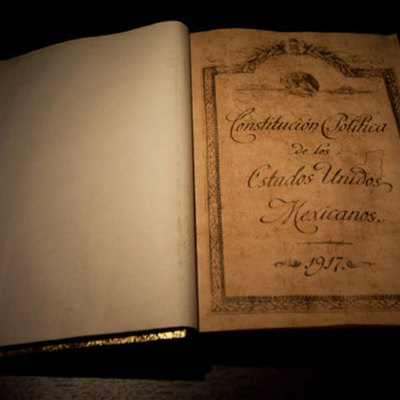 Constitución Política
de los
Estados Unidos
Mexicanos.
1917.